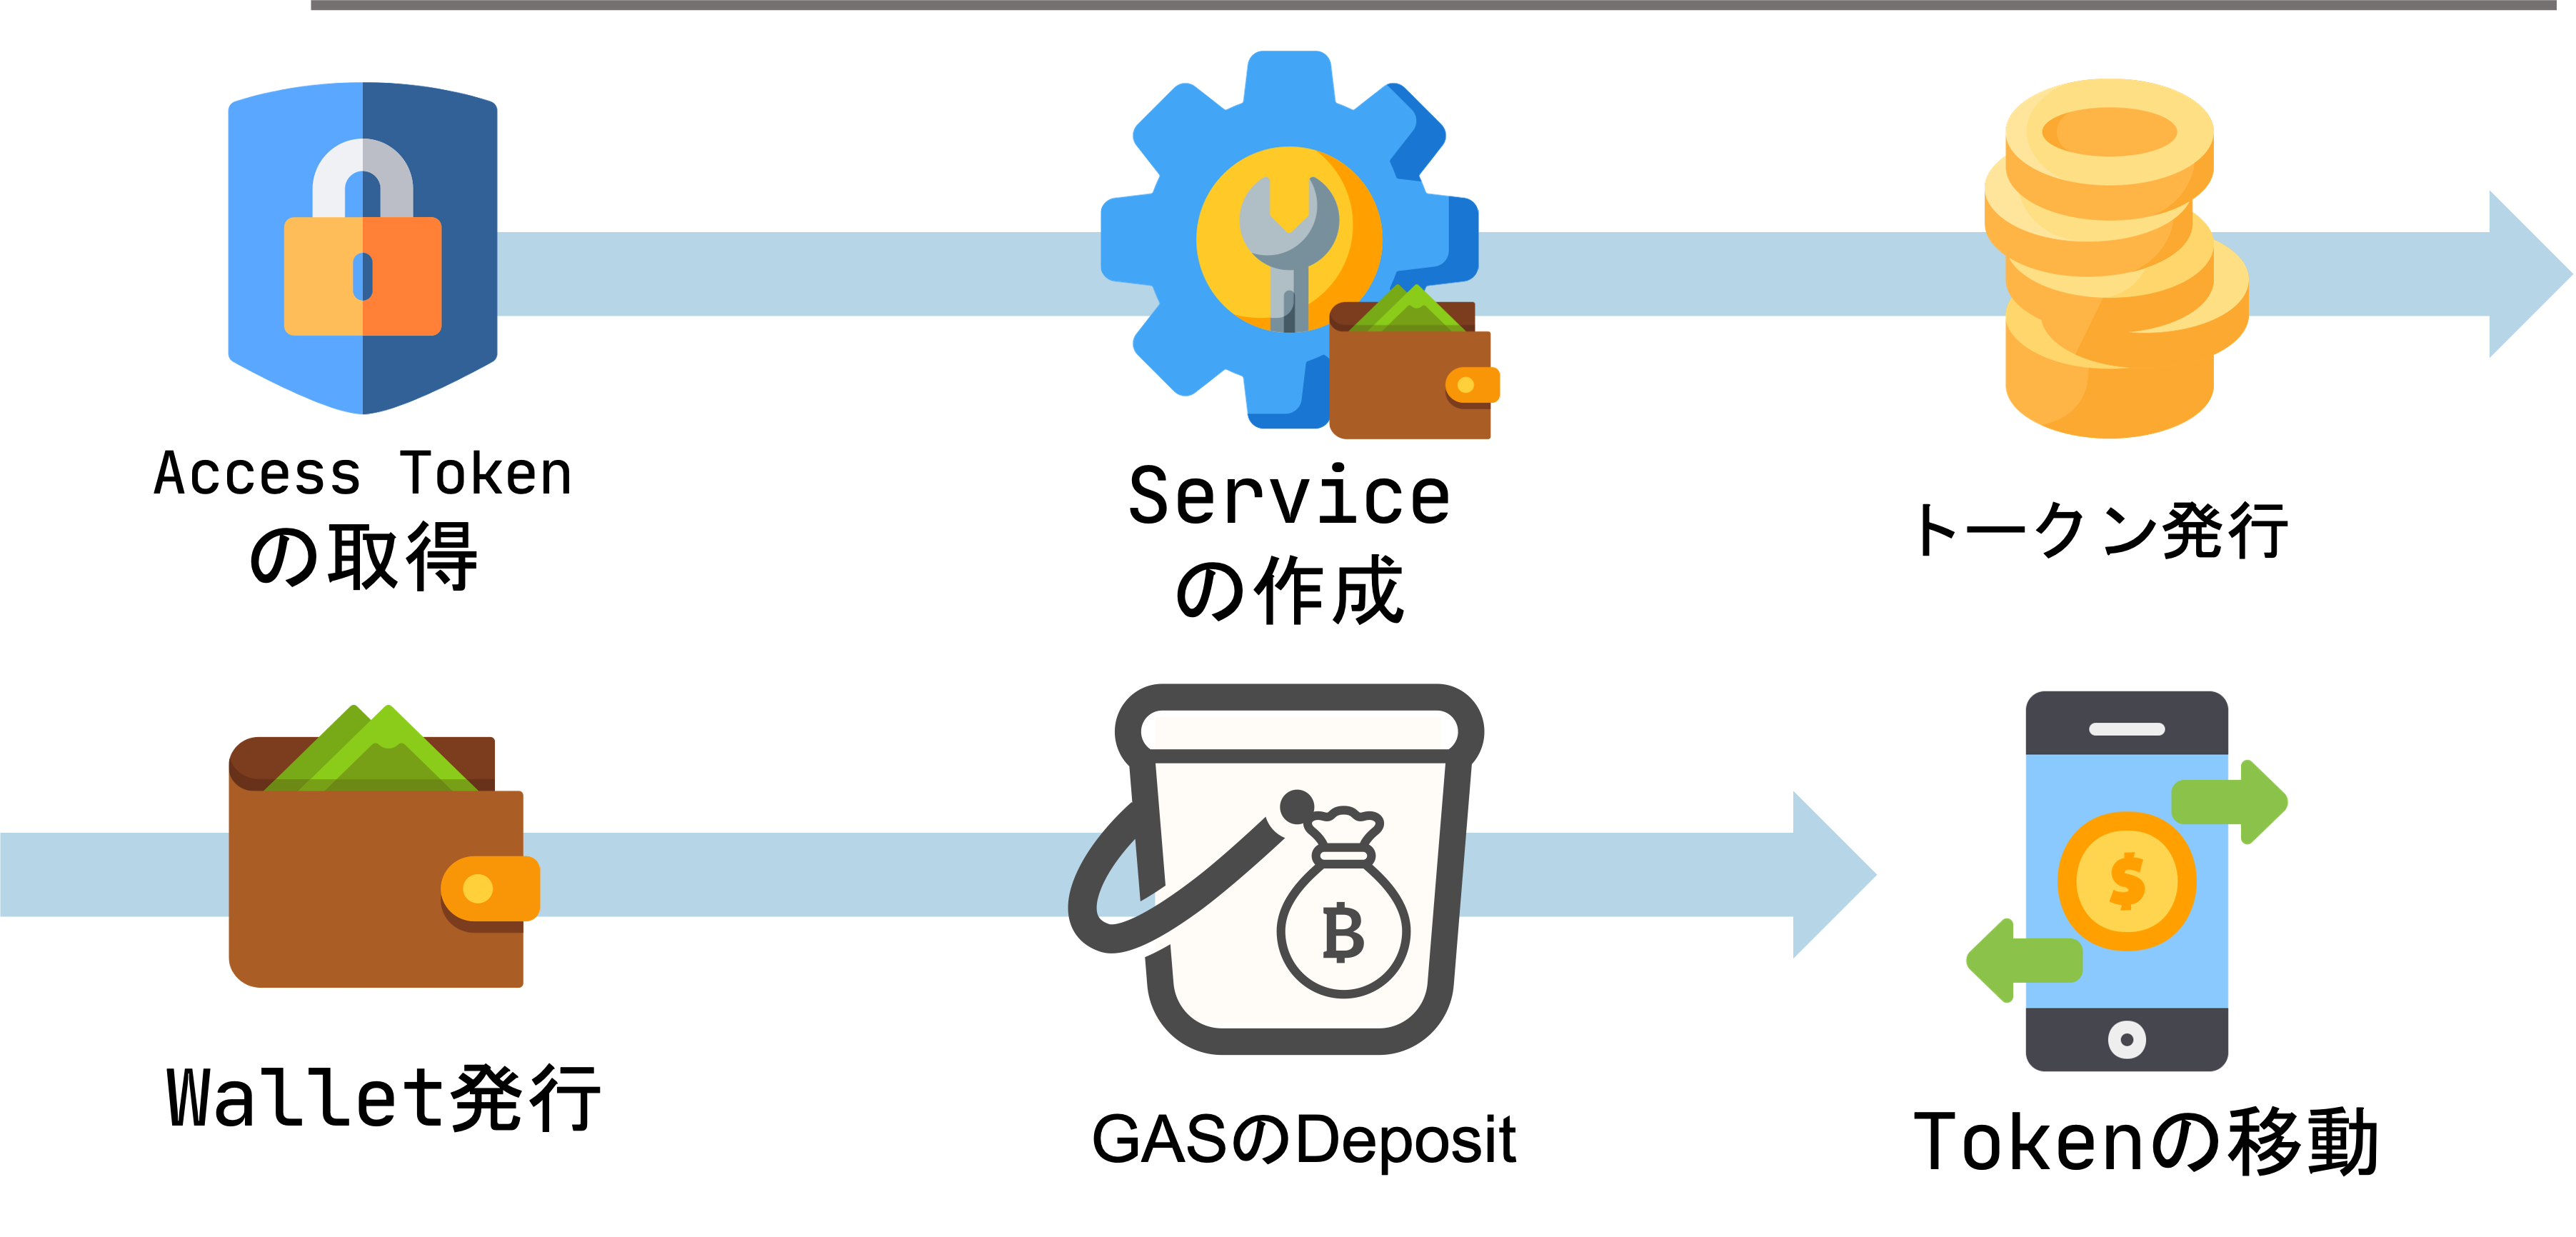 Access Token
の取得
Service
の作成
トークン発行
Wallet発行
GASのDeposit
Tokenの移動